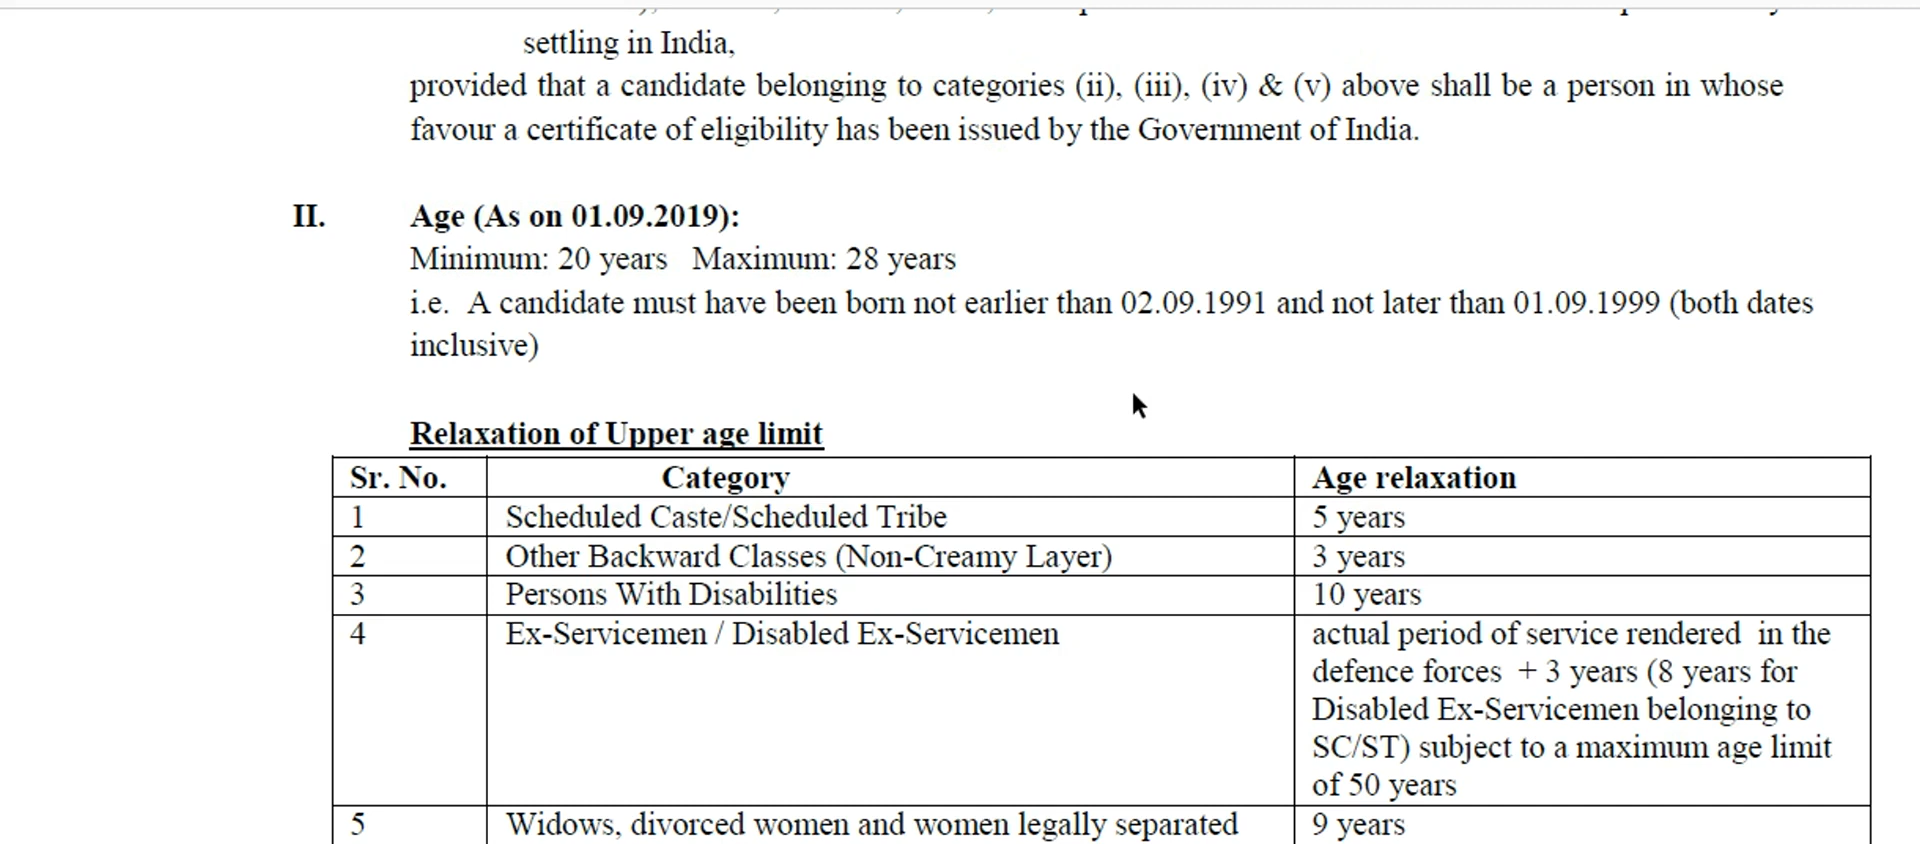 settling in India,
provided that a candidate belonging to categories (ii), (iii), (iv) & (v) above shall be a person in whose
favour a certificate of eligibility has been issued by the Government of India.
II. Age (As on 01.09.2019):
Minimum: 20 years Maximum: 28 years
i.e. A candidate must have been born not earlier than 02.09.1991 and not later than 01.09.1999 (both dates
inclusive)
Relaxation of Upper age limit
Sr. No. Category Age relaxation
1 Scheduled Caste/Scheduled Tribe 5 years
2 Other Backward Classes (Non-Creamy Layer) 3 years
3 Persons With Disabilities 10 years
4 Ex-Servicemen / Disabled Ex-Servicemen actual period of service rendered in the
defence forces + 3 years (8 years for
Disabled Ex-Servicemen belonging to
SC/ST) subject to a maximum age limit
of 50 years
5 Widows, divorced women and women legally separated 9 years